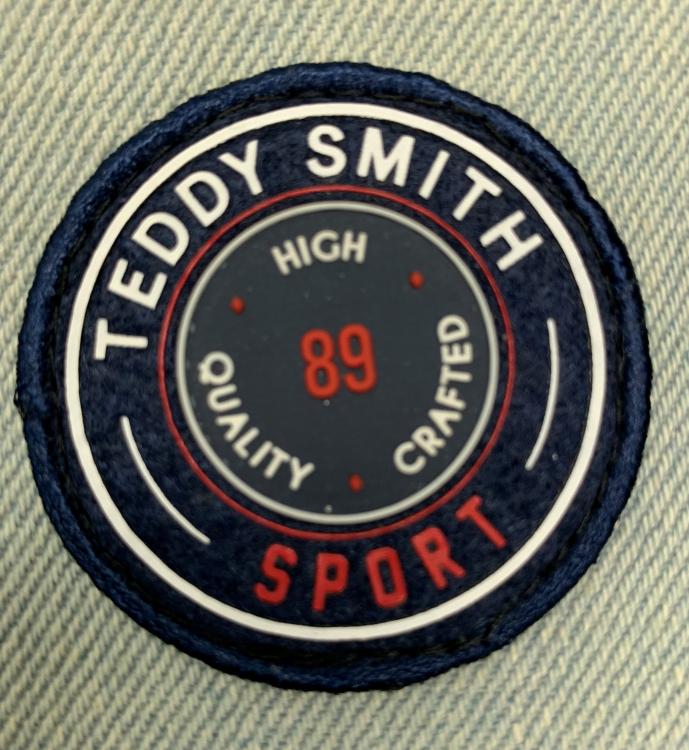 TEDDY SMITH
HIGH
89
QUALITY
CRAFTED
SPORT